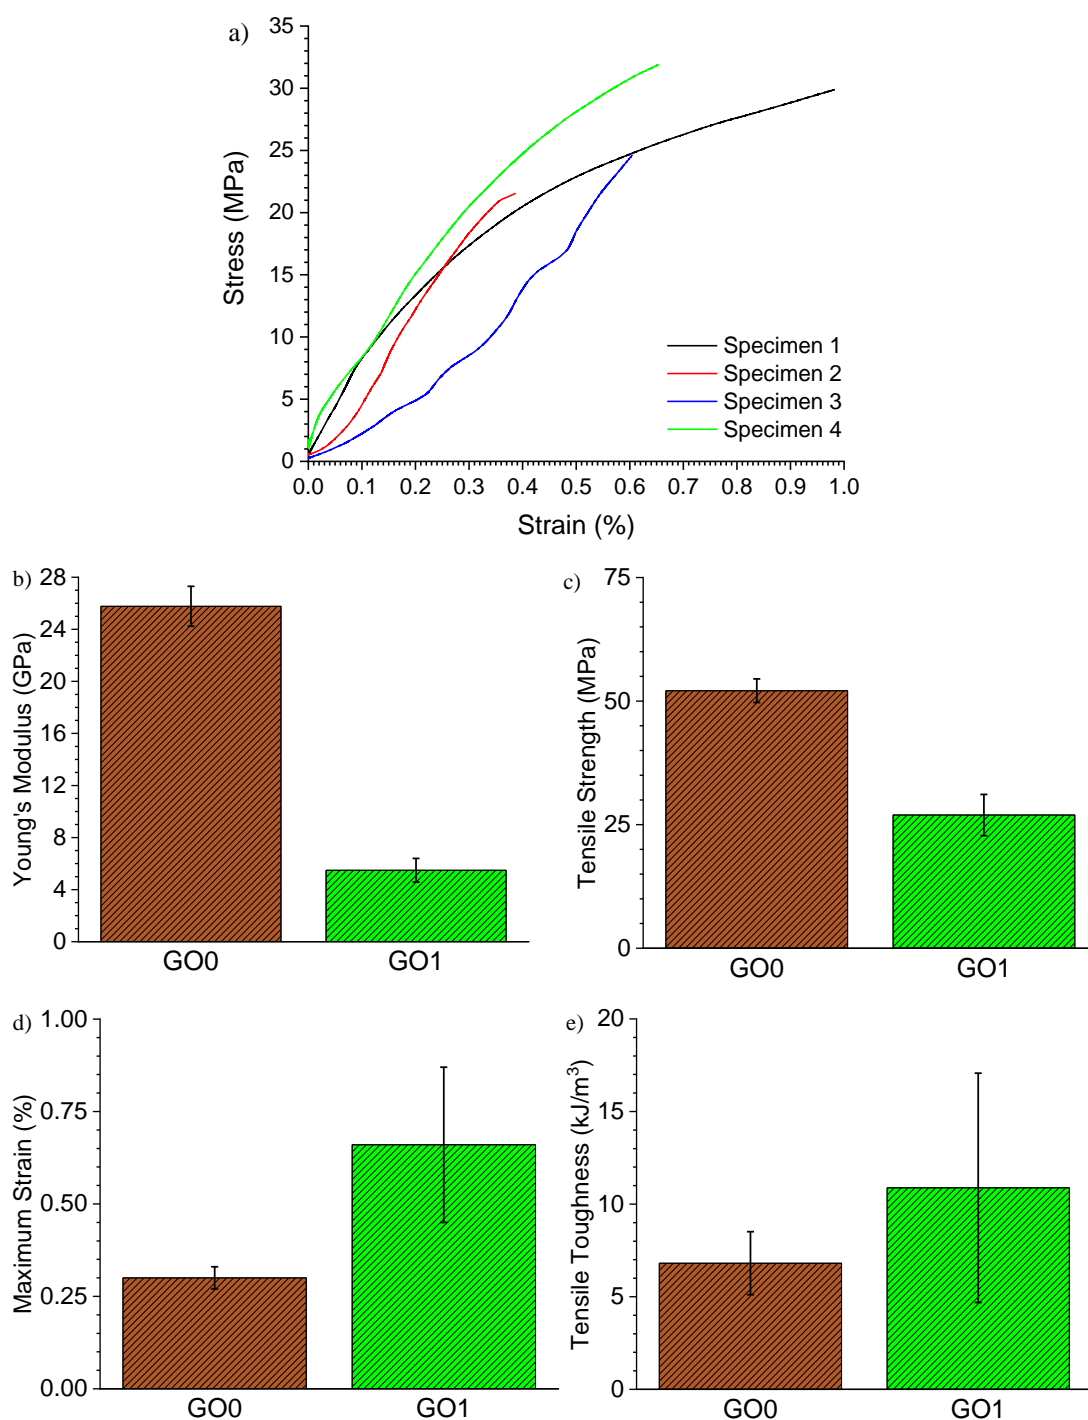 a)
Stress (MPa)
35
30
25
20
15
10
5
0
0.0 0.1 0.2 0.3 0.4 0.5 0.6 0.7 0.8 0.9 1.0
Strain (%)
Specimen 1
Specimen 2
Specimen 3
Specimen 4
b)
Young's Modulus (GPa)
28
24
20
16
12
8
4
0
GO0 GO1
c)
Tensile Strength (MPa)
75
50
25
0
GO0 GO1
d)
Maximum Strain (%)
1.00
0.75
0.50
0.25
0.00
GO0 GO1
e)
Tensile Toughness (kJ/m³)
20
15
10
5
0
GO0 GO1